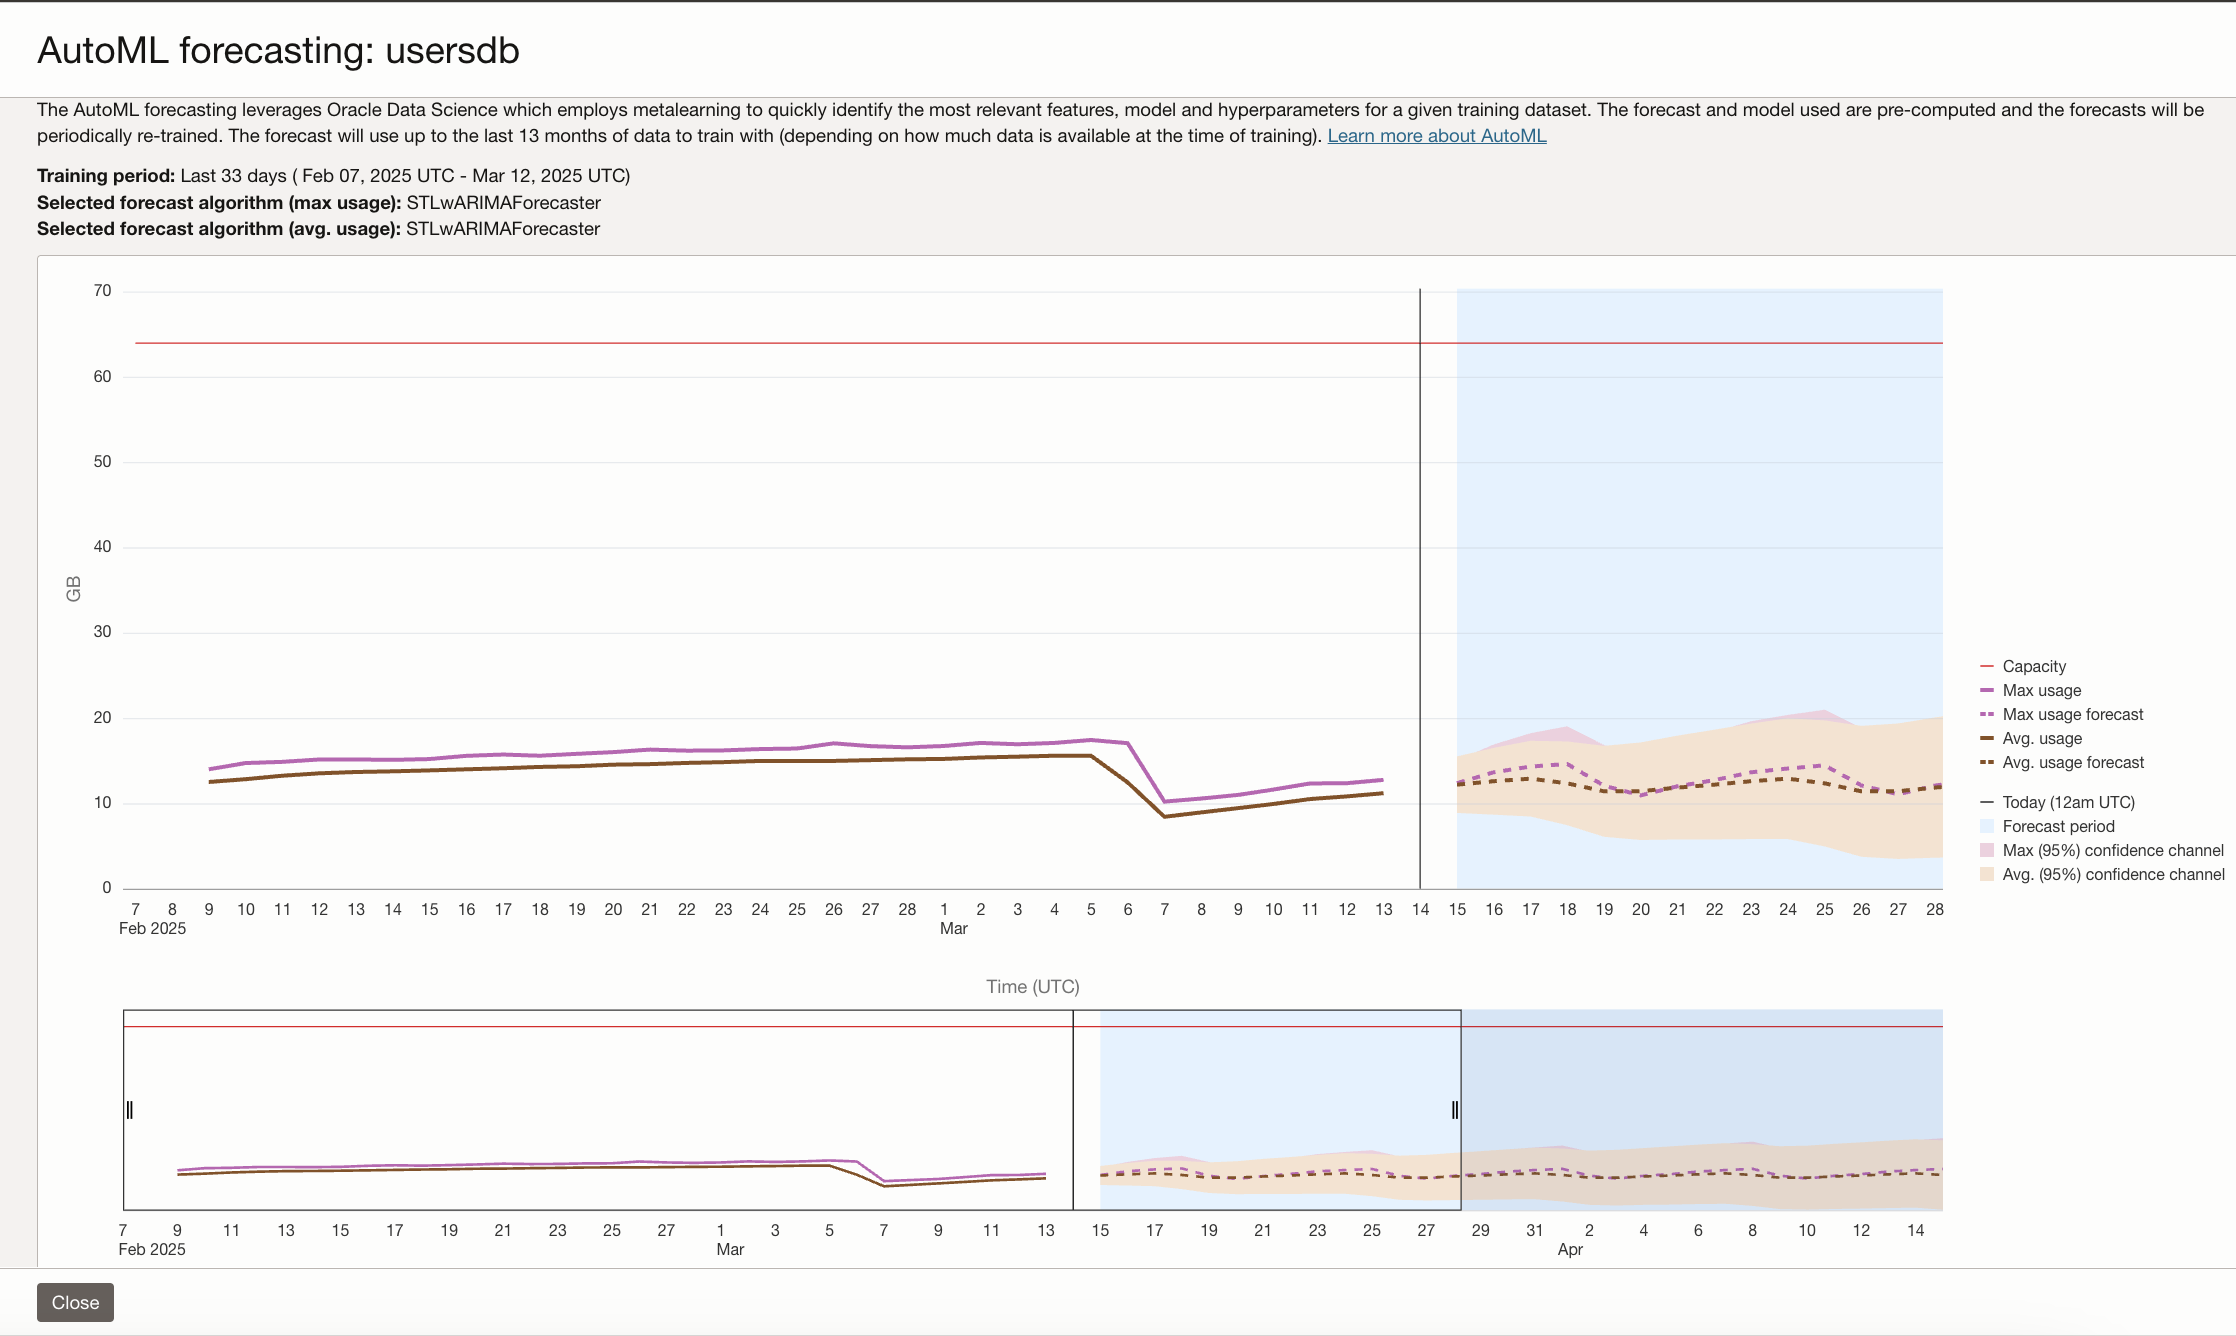 AutoML forecasting: usersdb
The AutoML forecasting leverages Oracle Data Science which employs metalearning to quickly identify the most relevant features, model and hyperparameters for a given training dataset. The forecast and model used are pre-computed and the forecasts will be
periodically re-trained. The forecast will use up to the last 13 months of data to train with (depending on how much data is available at the time of training). Learn more about AutoML
Training period: Last 33 days ( Feb 07, 2025 UTC - Mar 12, 2025 UTC)
Selected forecast algorithm (max usage): STLwARIMAForecaster
Selected forecast algorithm (avg. usage): STLwARIMAForecaster
70
60
50
40
30
20
10
0
GB
7 8 9 10 11 12 13 14 15 16 17 18 19 20 21 22 23 24 25 26 27 28 1 2 3 4 5 6 7 8 9 10 11 12 13 14 15 16 17 18 19 20 21 22 23 24 25 26 27 28
Feb 2025 Mar
Time (UTC)
Capacity
Max usage
Max usage forecast
Avg. usage
Avg. usage forecast
Today (12am UTC)
Forecast period
Max (95%) confidence channel
Avg. (95%) confidence channel
7 9 11 13 15 17 19 21 23 25 27 1 3 5 7 9 11 13 15 17 19 21 23 25 27 29 31 2 4 6 8 10 12 14
Feb 2025 Mar Apr
Close